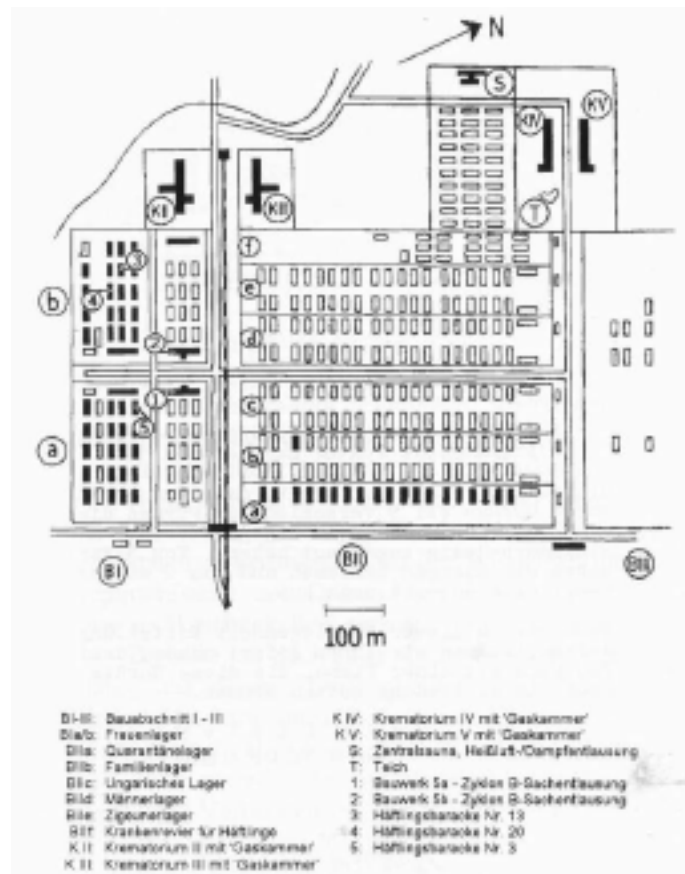 N
S
KV
KIV
KII
KIII
T
f
3
e
b
4
d
2
1
c
5
a
b
a
BI
BII
BIII
100 m
BI-III: Bauabschnitt I - III
BIa/b: Frauenlager
BIIa: Quarantänelager
BIIb: Familienlager
BIIc: Ungarisches Lager
BIId: Männerlager
BIIe: Zigeunerlager
BIIf: Krankenrevier für Häftlinge
K II: Krematorium II mit 'Gaskammer'
K III: Krematorium III mit 'Gaskammer'
K IV: Krematorium IV mit 'Gaskammer'
K V: Krematorium V mit 'Gaskammer'
S: Zentralsauna, Heißluft-/Dampfentlausung
T: Teich
1: Bauwerk 5a - Zyklon B-Sachentlausung
2: Bauwerk 5b - Zyklon B-Sachentlausung
3: Häftlingsbaracke Nr. 13
4: Häftlingsbaracke Nr. 20
5: Häftlingsbaracke Nr. 3